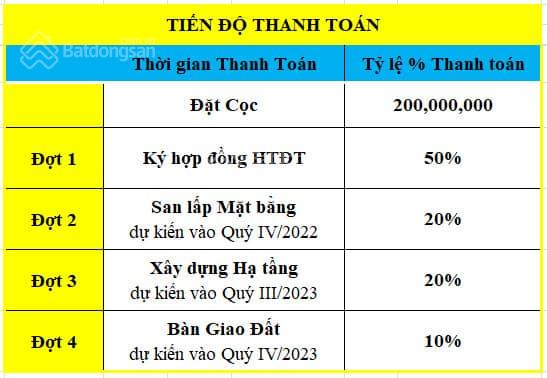 TIẾN ĐỘ THANH TOÁN
Batdongsan
Thời gian Thanh Toán
Tỷ lệ % Thanh toán
Đặt Cọc
200,000,000
Đợt 1
Ký hợp đồng HTĐT
50%
Đợt 2
San lấp Mặt bằng
dự kiến vào Quý IV/2022
20%
Đợt 3
Xây dựng Hạ tầng
dự kiến vào Quý III/2023
20%
Đợt 4
Bàn Giao Đất
dự kiến vào Quý IV/2023
10%